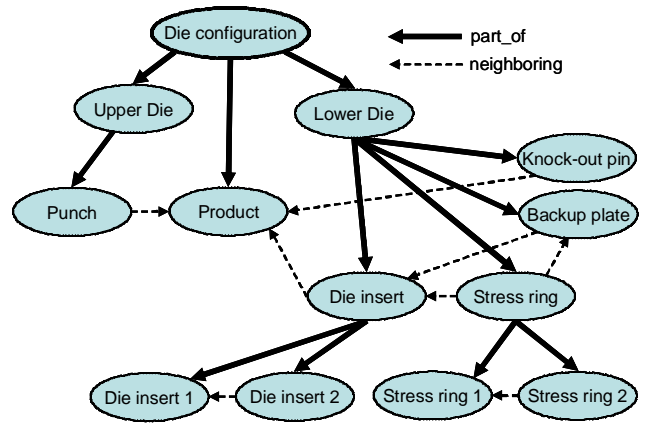 Die configuration
part_of
neighboring
Upper Die
Lower Die
Knock-out pin
Punch
Product
Backup plate
Die insert
Stress ring
Die insert 1
Die insert 2
Stress ring 1
Stress ring 2